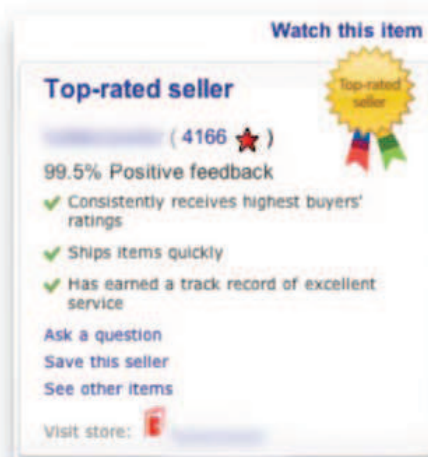 Watch this item
Top-rated seller
Top-rated
seller
( 4166 )
99.5% Positive feedback
Consistently receives highest buyers'
ratings
Ships items quickly
Has earned a track record of excellent
service
Ask a question
Save this seller
See other items
Visit store: